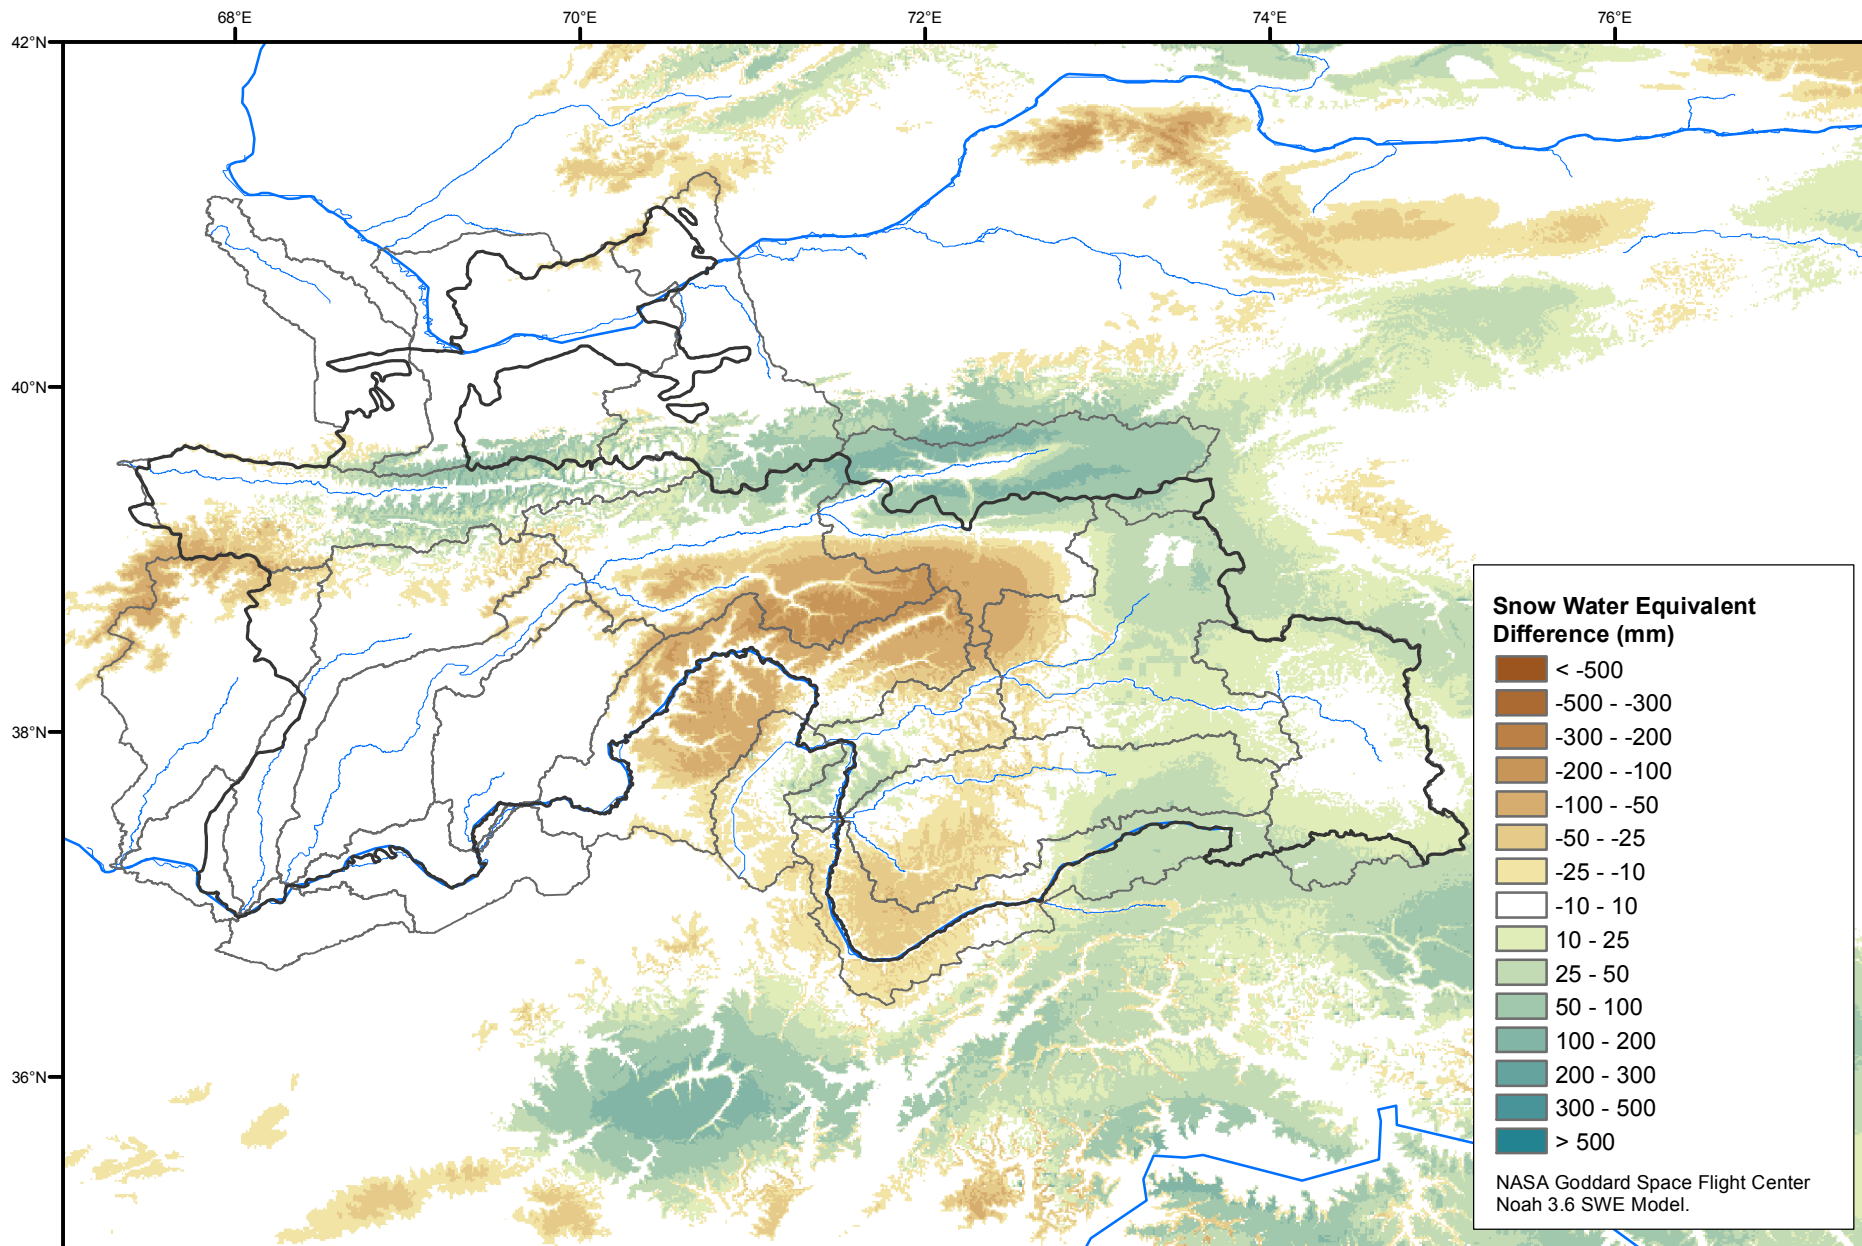 68°E
70°E
72°E
74°E
76°E
42°N
40°N
38°N
36°N
Snow Water Equivalent
Difference (mm)
< -500
-500 - -300
-300 - -200
-200 - -100
-100 - -50
-50 - -25
-25 - -10
-10 - 10
10 - 25
25 - 50
50 - 100
100 - 200
200 - 300
300 - 500
> 500
NASA Goddard Space Flight Center
Noah 3.6 SWE Model.